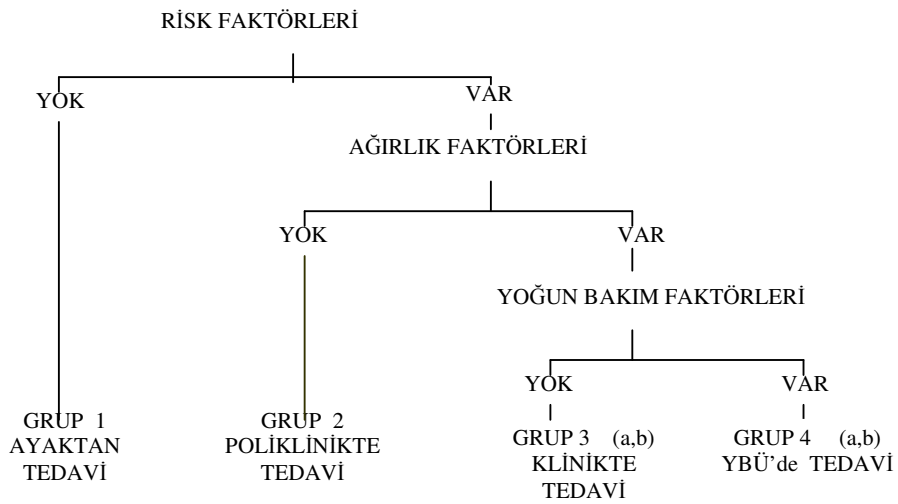 RİSK FAKTÖRLERİ
YOK
VAR
AĞIRLIK FAKTÖRLERİ
YOK
VAR
YOĞUN BAKIM FAKTÖRLERİ
YOK
VAR
GRUP 1
AYAKTAN
TEDAVİ
GRUP 2
POLİKLİNİKTE
TEDAVİ
GRUP 3 (a,b)
KLİNİKTE
TEDAVİ
GRUP 4 (a,b)
YBÜ’de TEDAVİ